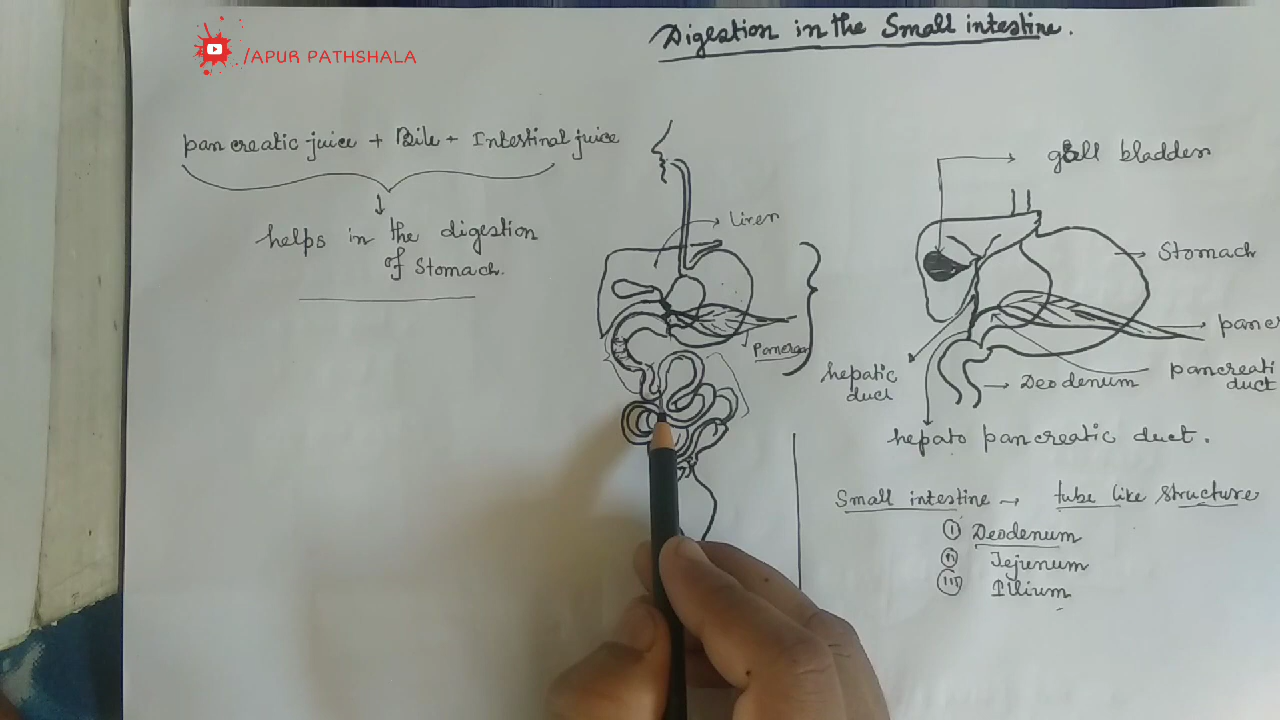 Digestion in the Small intestine.
/APUR PATHSHALA
pancreatic juice + Bile + Intestinal juice
helps in the digestion
of Stomach.
Liver
gall bladder
Stomach
pancre
pancreati
duct
hepatic
duct
Deodenum
hepato pancreatic duct.
Small intestine → tube like structure
(i) Deodenum
(ii) Jejunum
(iii) Ilium